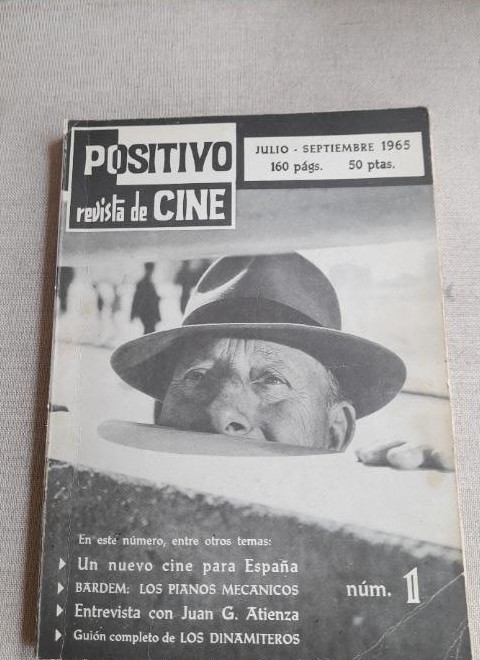 POSITIVO
revista de CINE
JULIO - SEPTIEMBRE 1965
160 págs. 50 ptas.
En este número, entre otros temas:
Un nuevo cine para España
BARDEM: LOS PIANOS MECANICOS
Entrevista con Juan G. Atienza
Guión completo de LOS DINAMITEROS
núm. 1